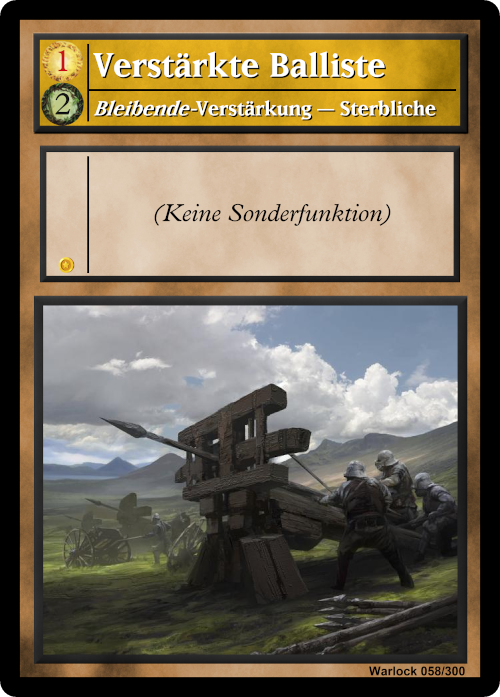 1
Verstärkte Balliste
2
Bleibende-Verstärkung — Sterbliche
(Keine Sonderfunktion)
Warlock 058/300